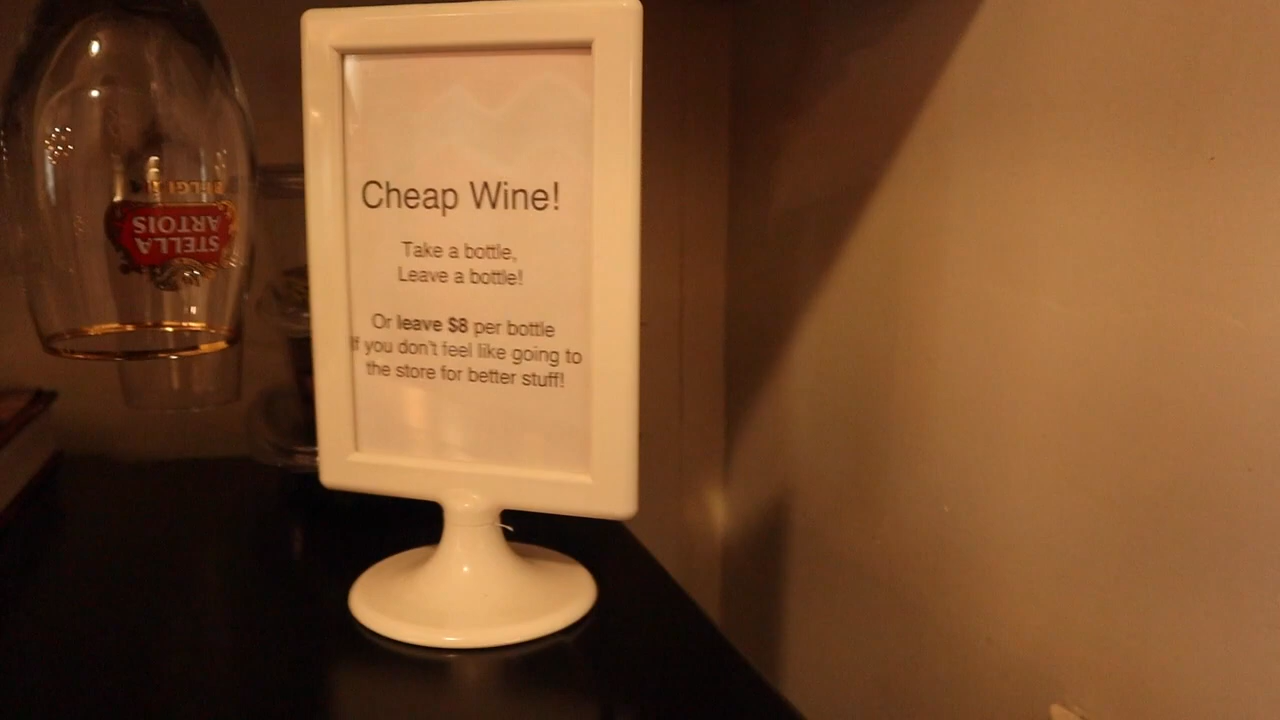 Cheap Wine!
Take a bottle,
Leave a bottle!
Or leave $8 per bottle
If you don't feel like going to
the store for better stuff!
STELLA
ARTOIS